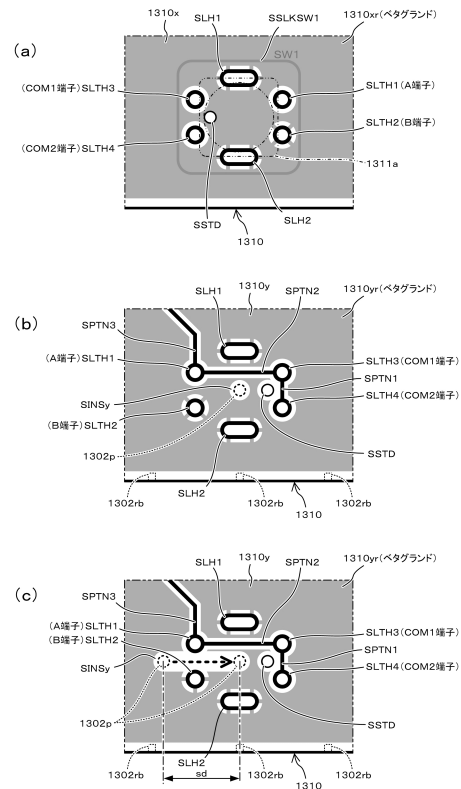 1310x
SLH1
SSLKSW1
1310xr(ベタグランド)
(a)
SW1
(COM1端子)SLTH3
SLTH1(A端子)
SLTH2(B端子)
(COM2端子)SLTH4
1311a
SLH2
SSTD
1310
1310y
SLH1
SPTN2
1310yr(ベタグランド)
(b)
SPTN3
(A端子)SLTH1
SLTH3(COM1端子)
SPTN1
SINSy
SLTH4(COM2端子)
(B端子)SLTH2
1302p
SSTD
SLH2
1302rb
1302rb
1310
1302rb
1310y
SLH1
SPTN2
1310yr(ベタグランド)
(c)
SPTN3
(A端子)SLTH1
SLTH3(COM1端子)
(B端子)SLTH2
SPTN1
SINSy
SLTH4(COM2端子)
1302p
SSTD
SLH2
1302rb
sd
1302rb
1310
1302rb